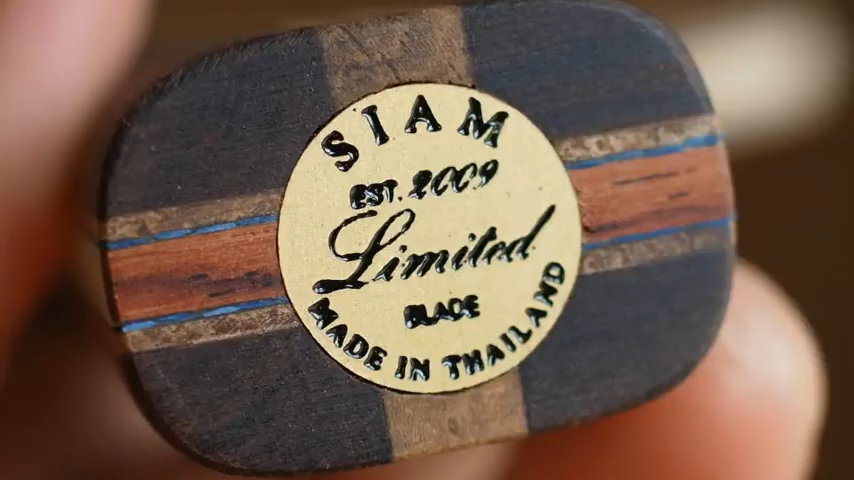 SIAM
EST. 2009
Limited
BLADE
MADE IN THAILAND